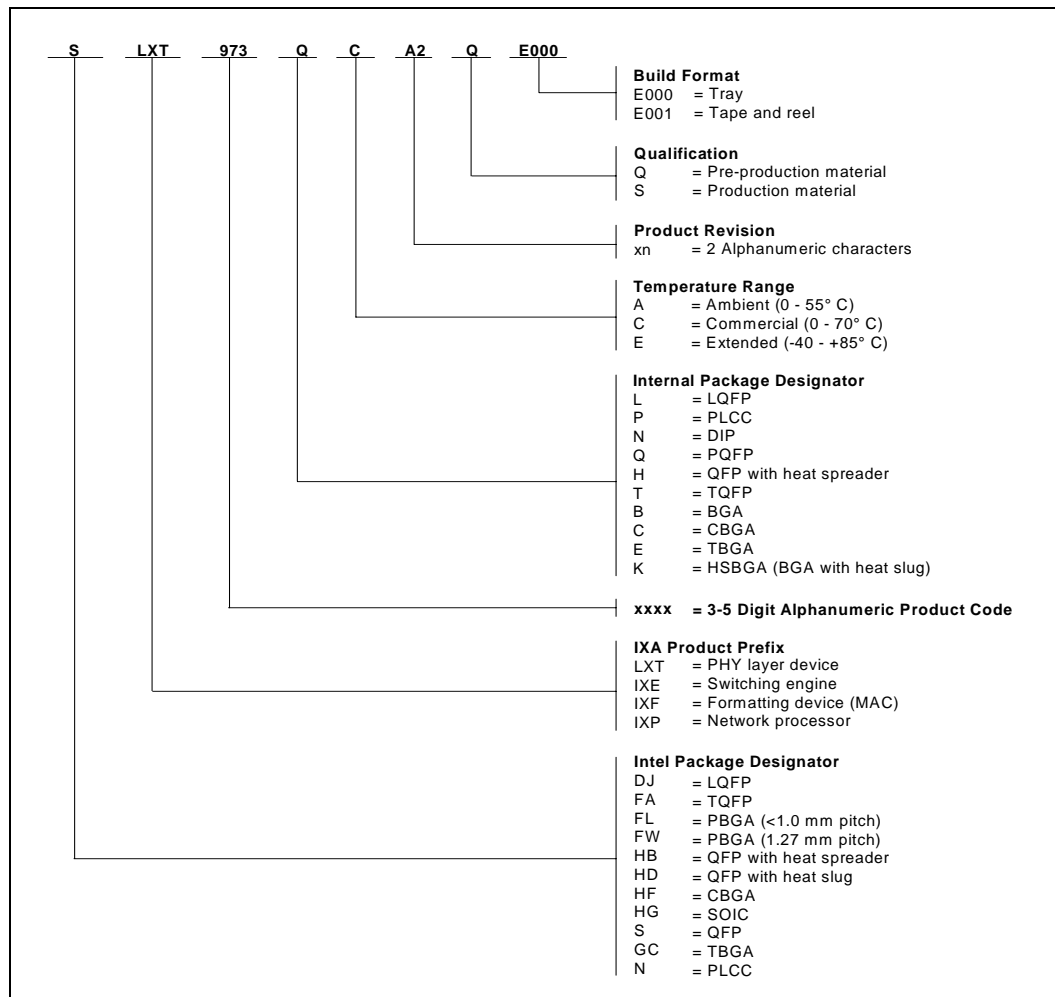 S LXT 973 Q C A2 Q E000
Build Format
E000 = Tray
E001 = Tape and reel
Qualification
Q = Pre-production material
S = Production material
Product Revision
xn = 2 Alphanumeric characters
Temperature Range
A = Ambient (0 - 55° C)
C = Commercial (0 - 70° C)
E = Extended (-40 - +85° C)
Internal Package Designator
L = LQFP
P = PLCC
N = DIP
Q = PQFP
H = QFP with heat spreader
T = TQFP
B = BGA
C = CBGA
E = TBGA
K = HSBGA (BGA with heat slug)
xxxx = 3-5 Digit Alphanumeric Product Code
IXA Product Prefix
LXT = PHY layer device
IXE = Switching engine
IXF = Formatting device (MAC)
IXP = Network processor
Intel Package Designator
DJ = LQFP
FA = TQFP
FL = PBGA (<1.0 mm pitch)
FW = PBGA (1.27 mm pitch)
HB = QFP with heat spreader
HD = QFP with heat slug
HF = CBGA
HG = SOIC
S = QFP
GC = TBGA
N = PLCC